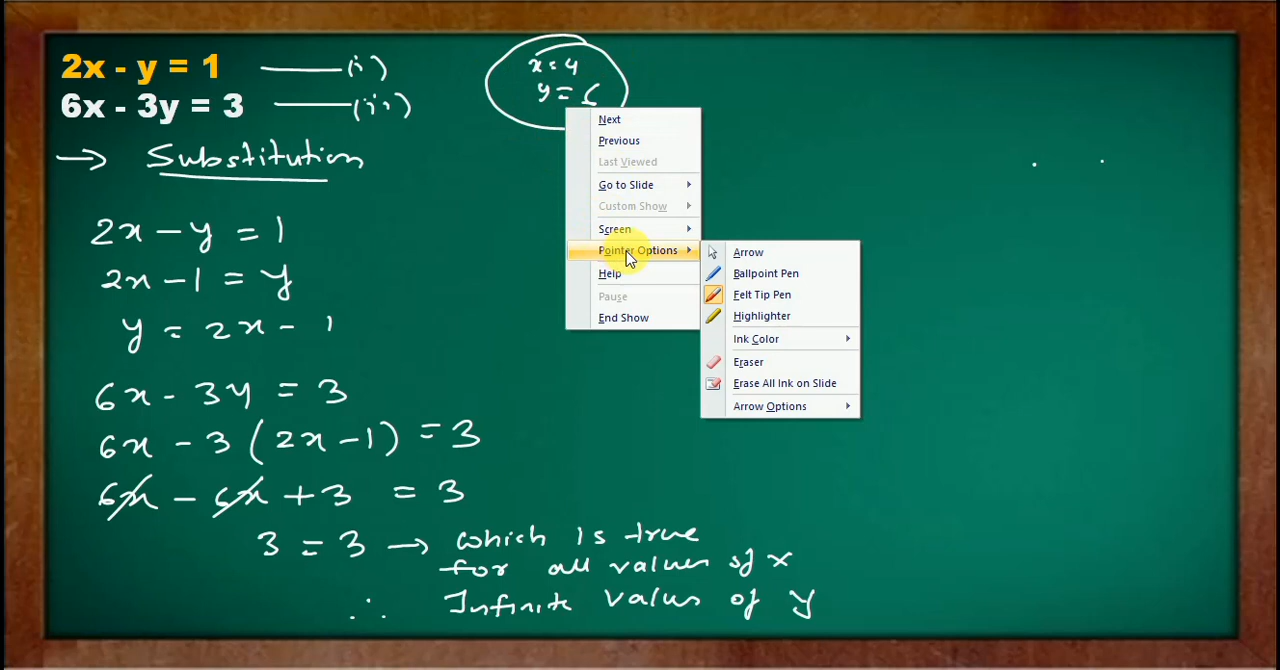 2x - y = 1 ——— (i)
6x - 3y = 3 ——— (ii)
x = 4
y =
→ Substitution
2x - y = 1
2x - 1 = y
y = 2x - 1
6x - 3y = 3
6x - 3(2x - 1) = 3
6x - 6x + 3 = 3
3 = 3 → which is true
for all values of x
∴ Infinite values of y
Next
Previous
Last Viewed
Go to Slide
Custom Show
Screen
Pointer Options
Help
Pause
End Show
Arrow
Ballpoint Pen
Felt Tip Pen
Highlighter
Ink Color
Eraser
Erase All Ink on Slide
Arrow Options